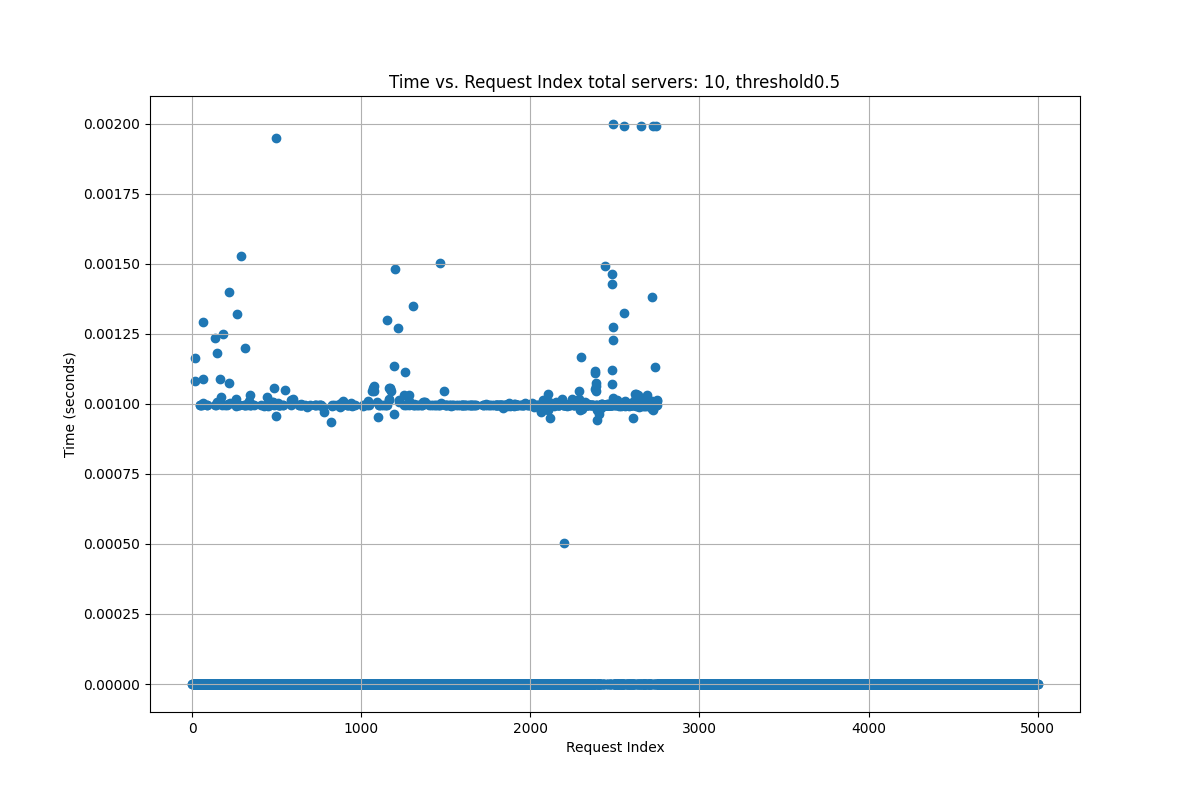 Time vs. Request Index total servers: 10, threshold0.5
0.00200
0.00175
0.00150
0.00125
0.00100
0.00075
0.00050
0.00025
0.00000
Time (seconds)
0 1000 2000 3000 4000 5000
Request Index